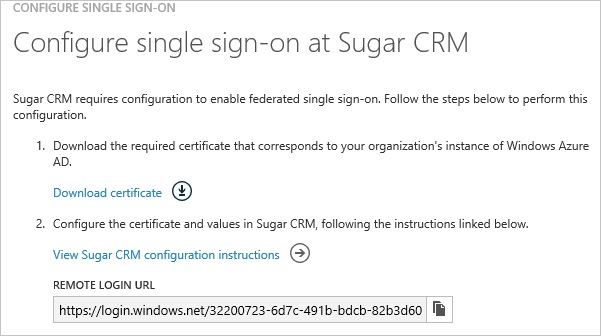 CONFIGURE SINGLE SIGN-ON
Configure single sign-on at Sugar CRM
Sugar CRM requires configuration to enable federated single sign-on. Follow the steps below to perform this
configuration.
1. Download the required certificate that corresponds to your organization's instance of Windows Azure
AD.
Download certificate
2. Configure the certificate and values in Sugar CRM, following the instructions linked below.
View Sugar CRM configuration instructions
REMOTE LOGIN URL
https://login.windows.net/32200723-6d7c-491b-bdcb-82b3d60